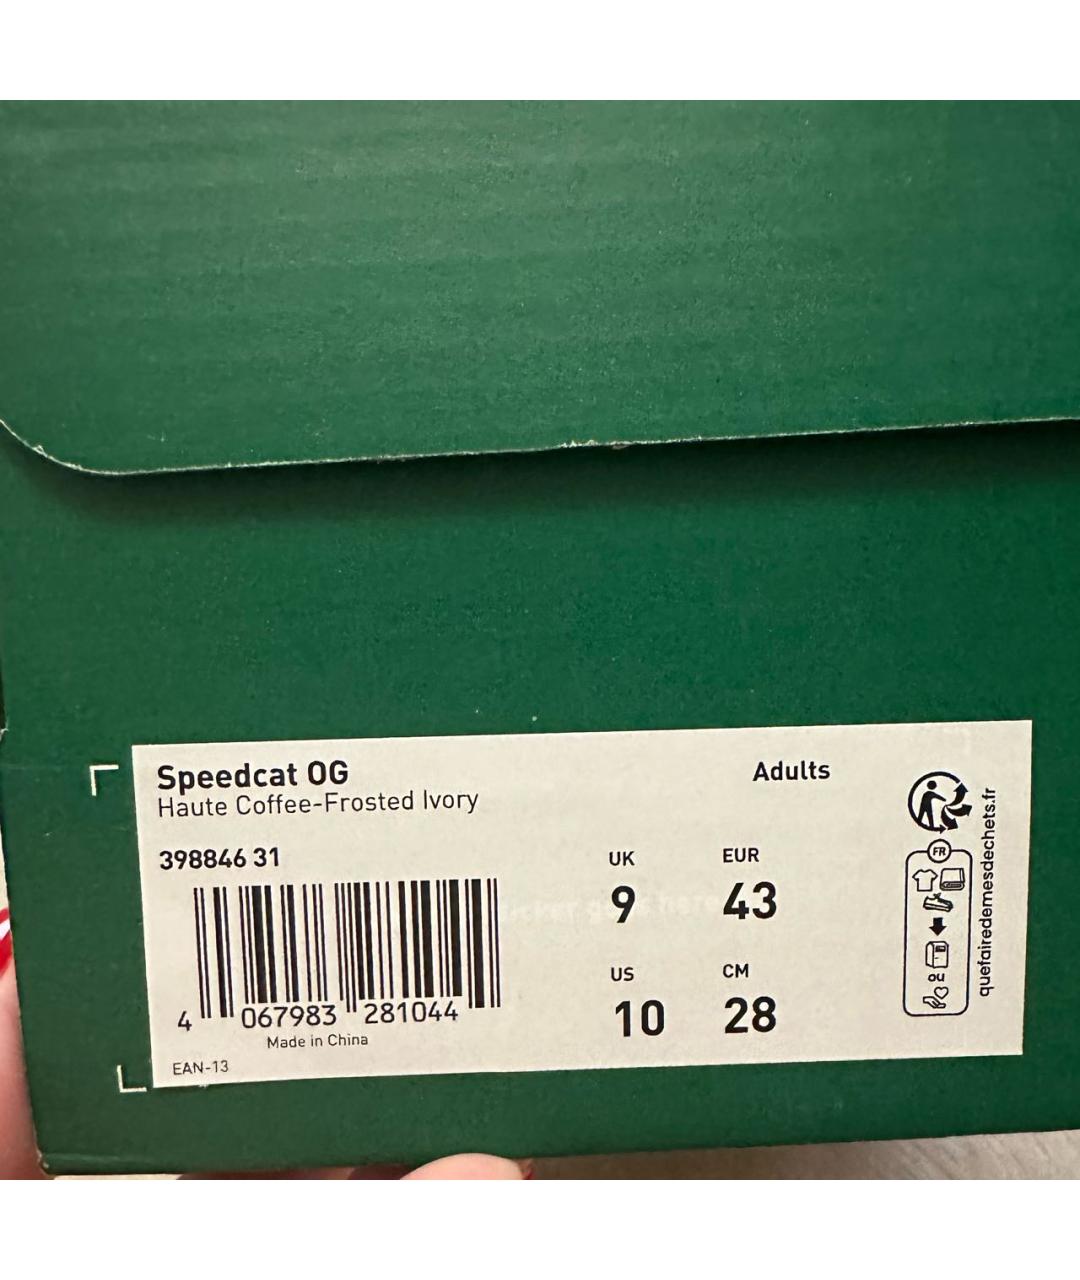 Speedcat OG
Adults
Haute Coffee-Frosted Ivory
398846 31
UK
9
EUR
43
US
10
CM
28
4 067983 281044
Made in China
EAN-13
FR
ou
quefairedemesdechets.fr